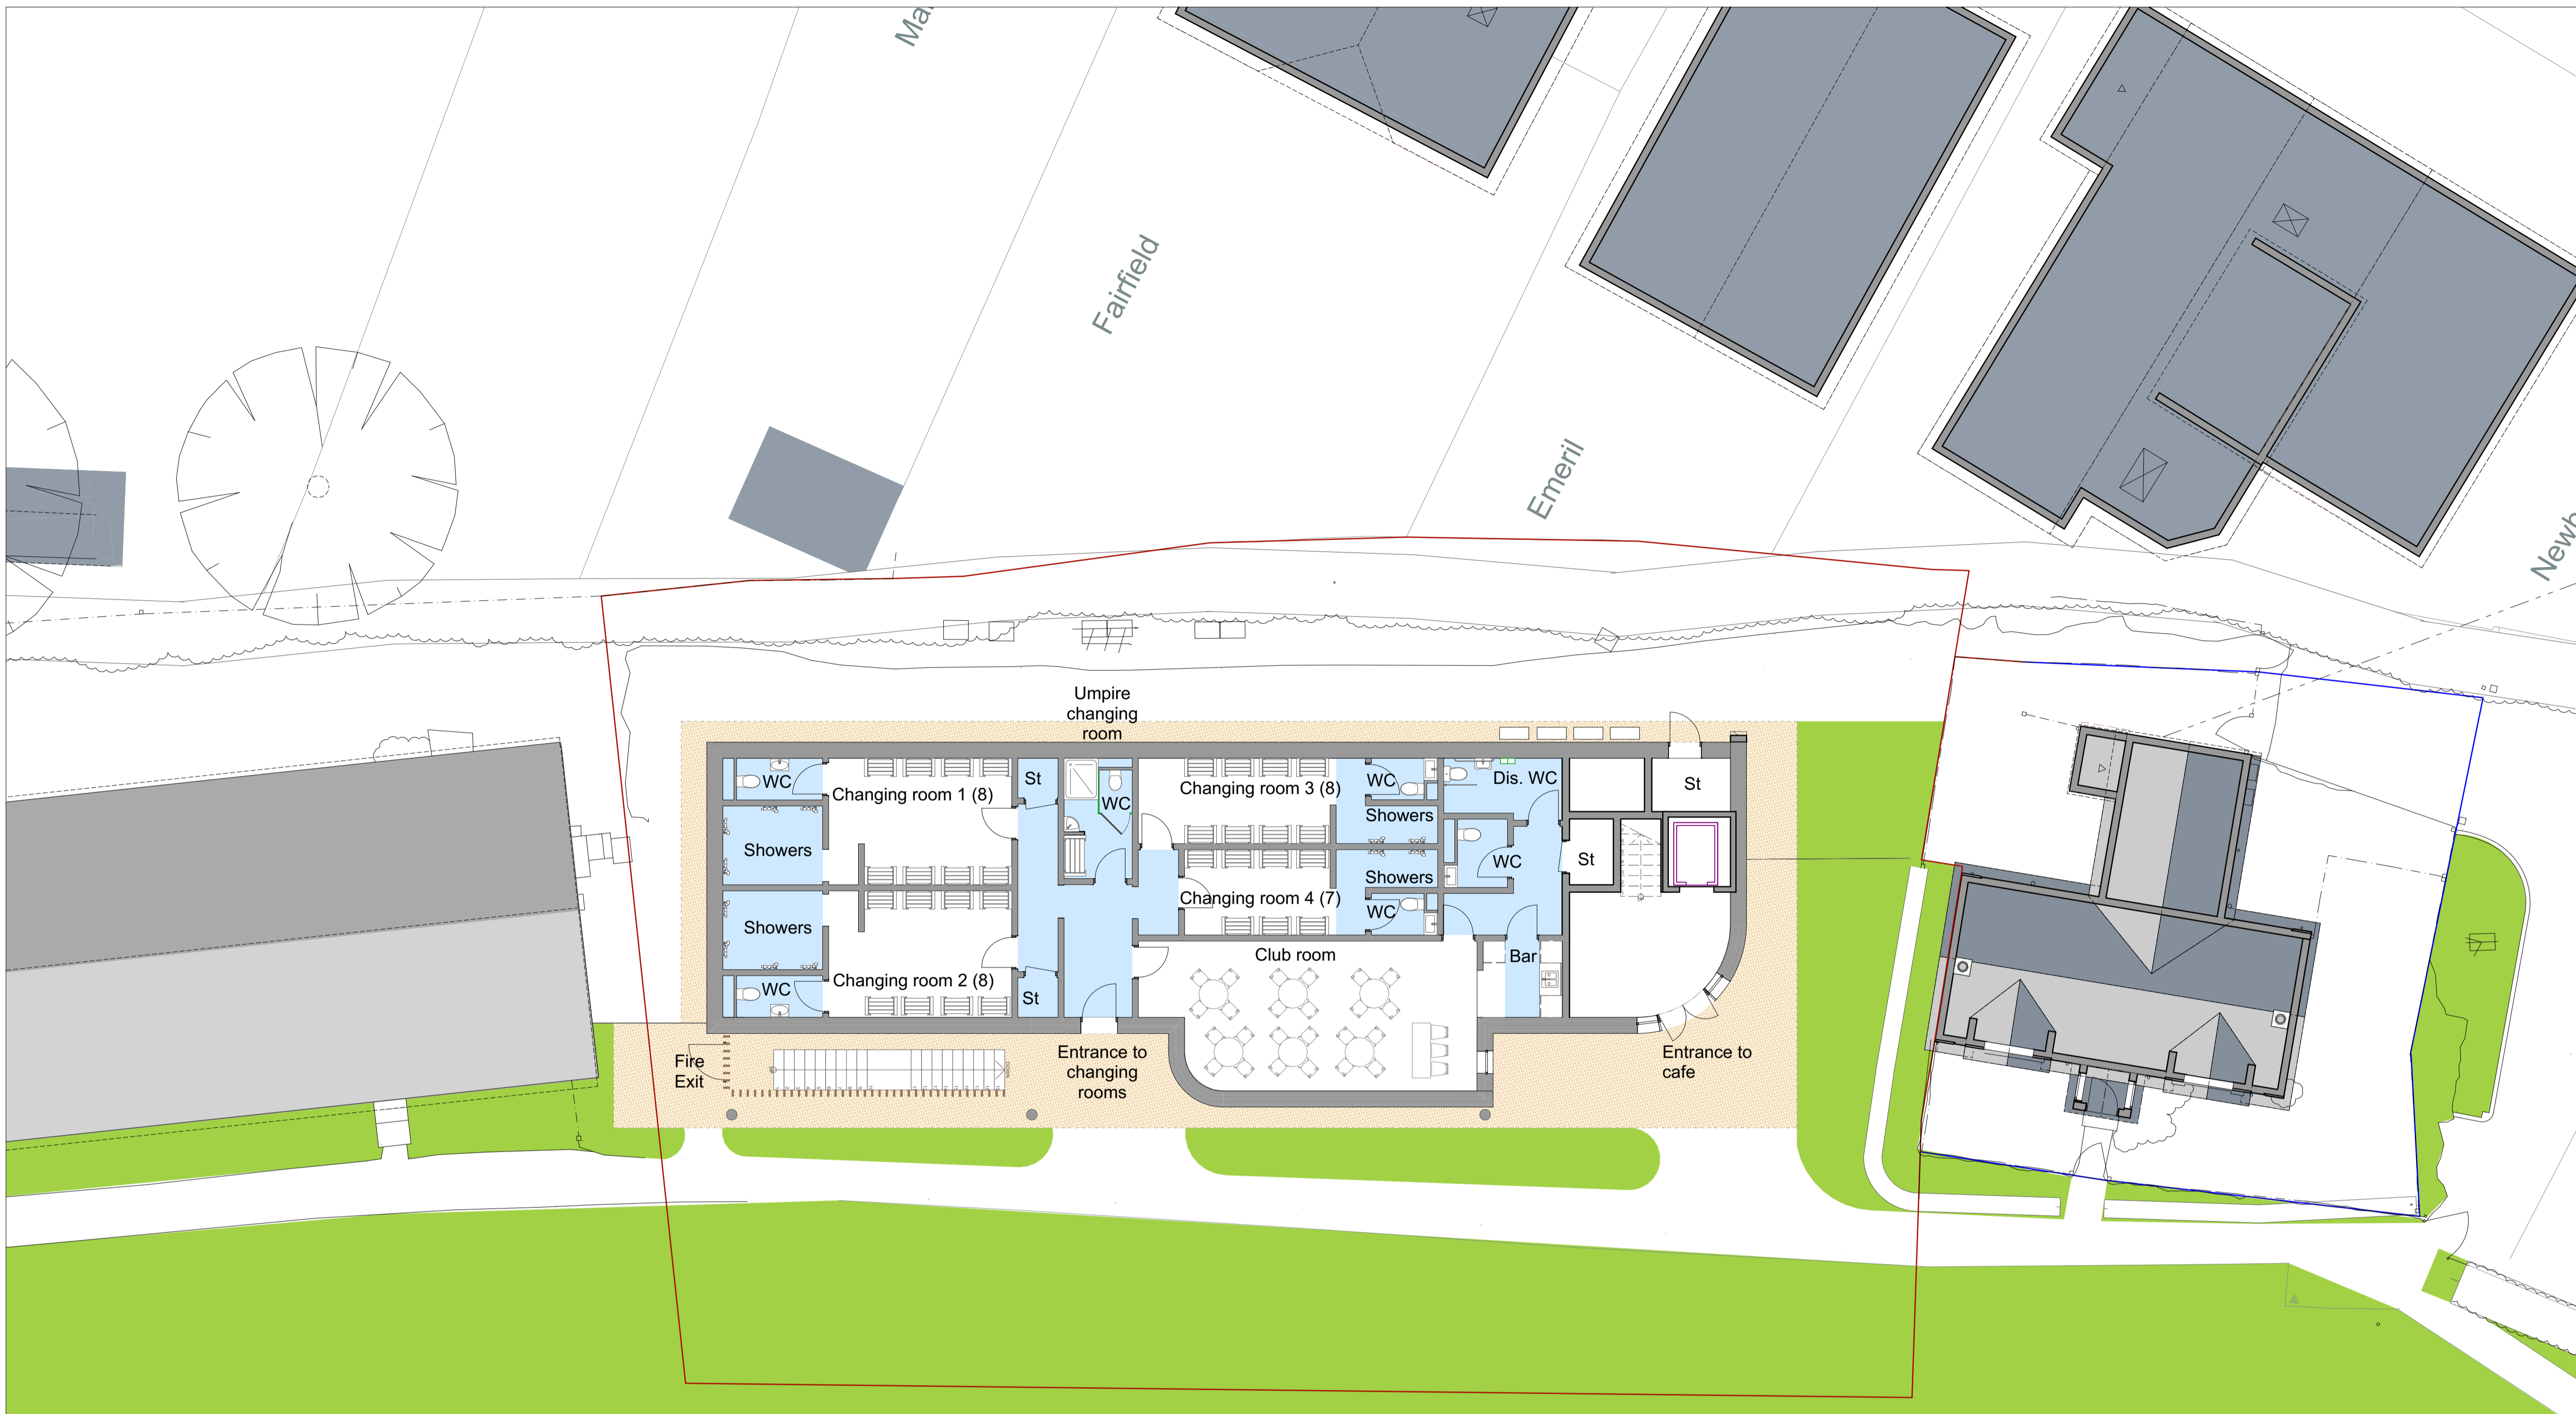 Fairfield
Emeril
Umpire
changing
room
WC
Changing room 1 (8)
St
WC
Changing room 3 (8)
WC
Dis. WC
St
Showers
Showers
WC
St
Showers
Changing room 4 (7)
WC
Showers
Changing room 2 (8)
WC
St
Club room
Bar
Fire
Exit
DOWN
Entrance to
changing
rooms
Entrance to
cafe